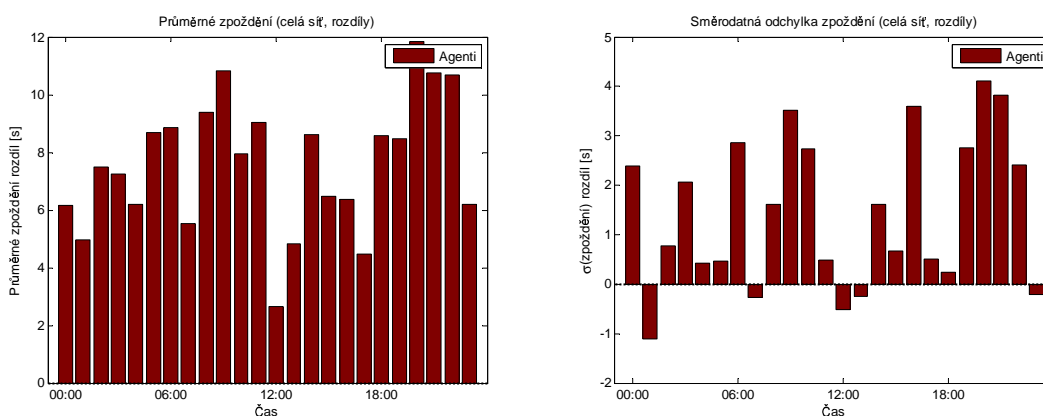 Průměrné zpoždění (celá síť, rozdíly)
12
10
8
6
4
2
0
Průměrné zpoždění rozdíl [s]
Agenti
00:00 06:00 12:00 18:00
Čas
Směrodatná odchylka zpoždění (celá síť, rozdíly)
5
4
3
2
1
0
-1
-2
σ(zpoždění) rozdíl [s]
Agenti
00:00 06:00 12:00 18:00
Čas